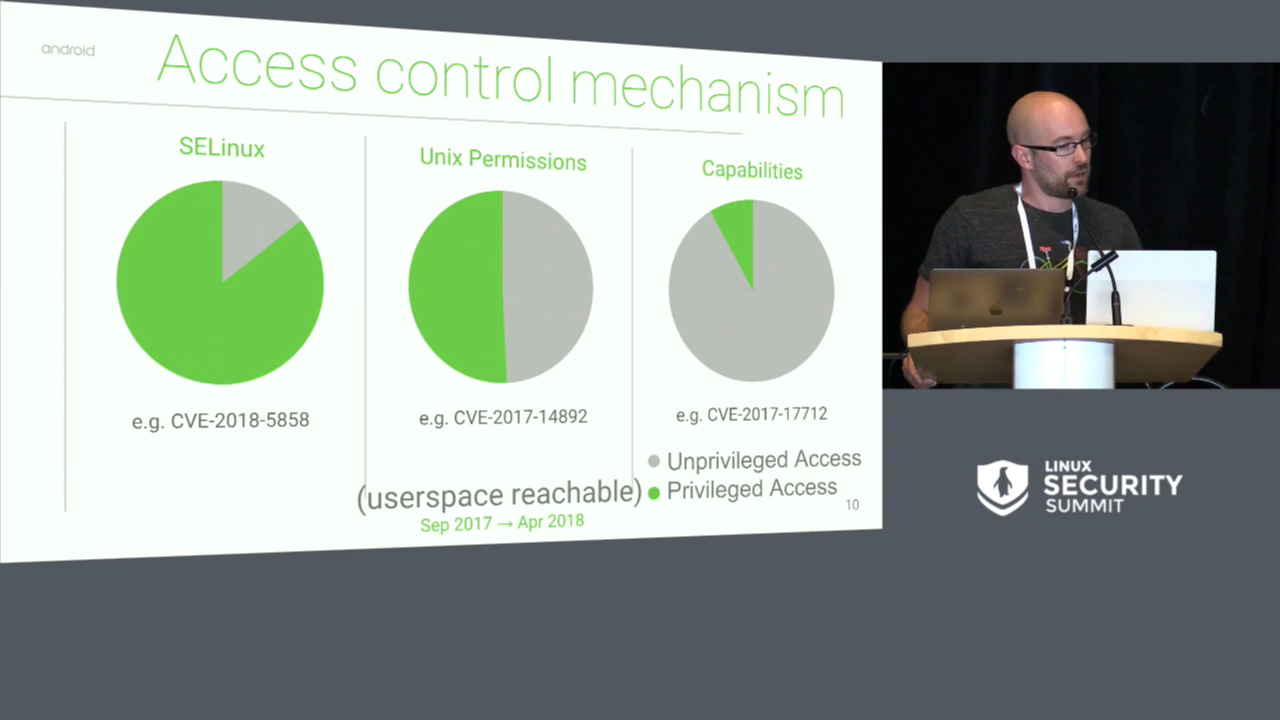 android
Access control mechanism
SELinux
Unix Permissions
Capabilities
e.g. CVE-2018-5858
e.g. CVE-2017-14892
e.g. CVE-2017-17712
Unprivileged Access
(userspace reachable)
Privileged Access
Sep 2017 → Apr 2018
10
LINUX
SECURITY
SUMMIT